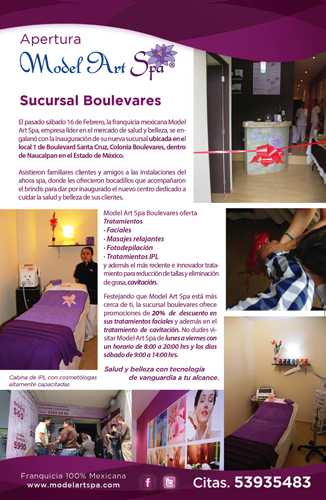 Apertura
Model Art Spa®
Sucursal Boulevares
El pasado sábado 16 de Febrero, la franquicia mexicana Model
Art Spa, empresa líder en el mercado de salud y belleza, se en-
galanó con la inauguración de su nueva sucursal ubicada en el
local 1 de Boulevard Santa Cruz, Colonia Boulevares, dentro
de Naucalpan en el Estado de México.
Asistieron familiares clientes y amigos a las instalaciones del
ahora spa, donde les ofrecieron bocadillos que acompañaron
el brindis para dar por inaugurado el nuevo centro dedicado a
cuidar la salud y belleza de sus clientes.
Model Art Spa Boulevares oferta
Tratamientos
· Faciales
· Masajes relajantes
· Fotodepilación
· Tratamientos IPL
y además el más reciente e innovador trata-
miento para reducción de tallas y eliminación
de grasa, cavitación.
Festejando que Model Art Spa está más
cerca de ti, la sucursal boulevares ofrece
promociones de 20% de descuento en
sus tratamientos faciales y además en el
tratamiento de cavitación. No dudes vi-
sitar Model Art Spa de lunes a viernes con
un horario de 8:00 a 20:00 hrs y los días
sábado de 9:00 a 14:00 hrs.
Salud y belleza con tecnología
de vanguardia a tu alcance.
Cabina de IPL con cosmetólogas
altamente capacitadas
Franquicia 100% Mexicana
www.modelartspa.com
Citas. 53935483